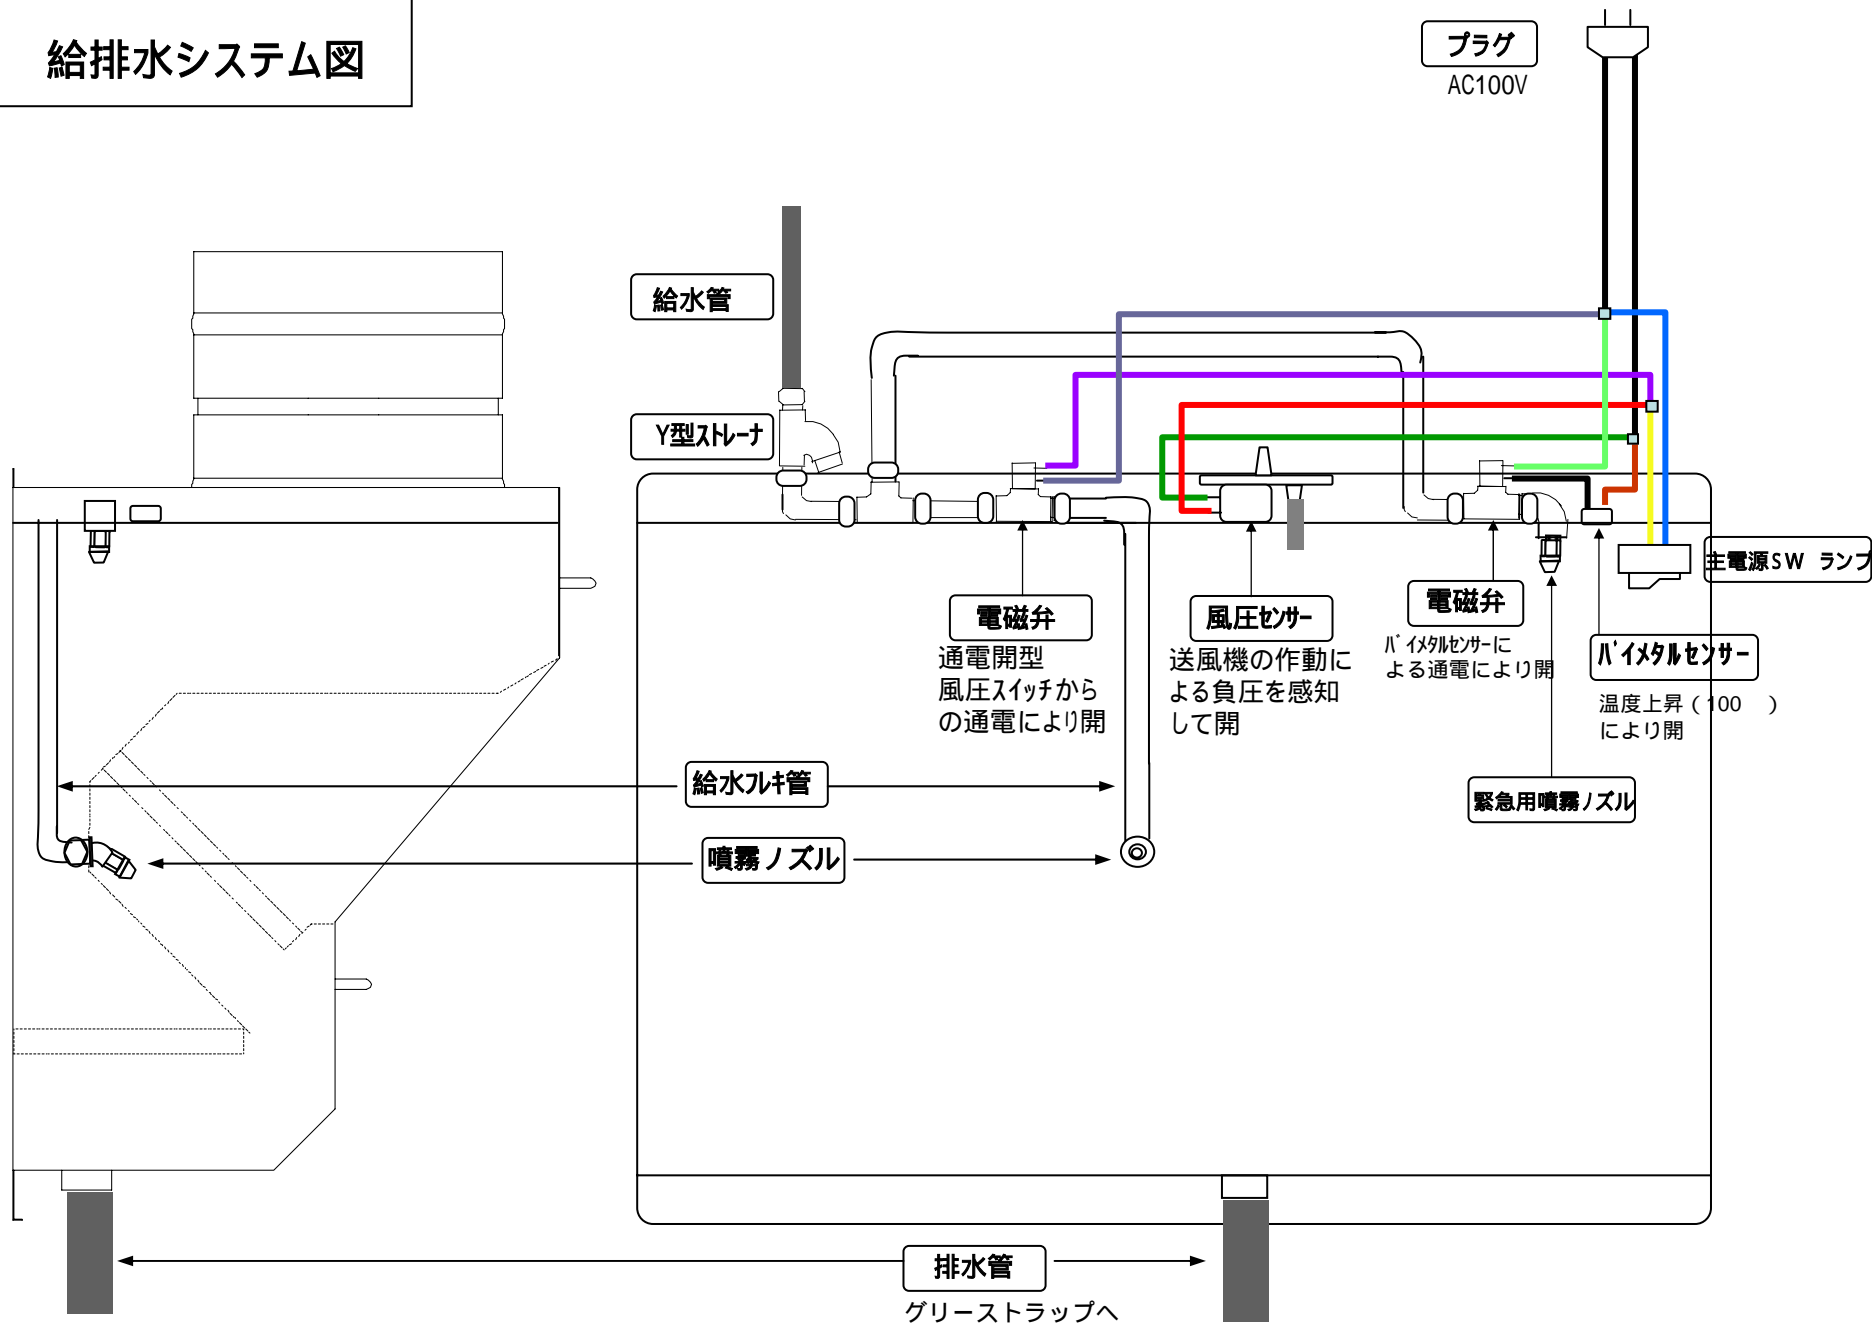 給排水システム図
プラグ
AC100V
給水管
Y型ｽﾄﾚｰﾅ
主電源SW ランプ
電磁弁
通電開型
風圧ｽｲｯﾁから
の通電により開
風圧ｾﾝｻｰ
送風機の作動に
よる負圧を感知
して開
電磁弁
ﾊﾞｲﾒﾀﾙｾﾝｻｰに
よる通電により開
ﾊﾞｲﾒﾀﾙセンサー
温度上昇(100　)
により開
給水ﾌﾚｷ管
緊急用噴霧ノズル
噴霧ノズル
排水管
グリーストラップへ